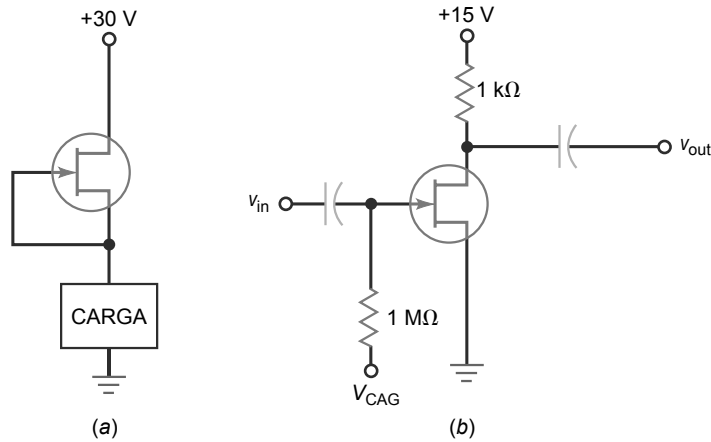 +30 V
CARGA
(a)
+15 V
1 kΩ
vout
vin
1 MΩ
VCAG
(b)